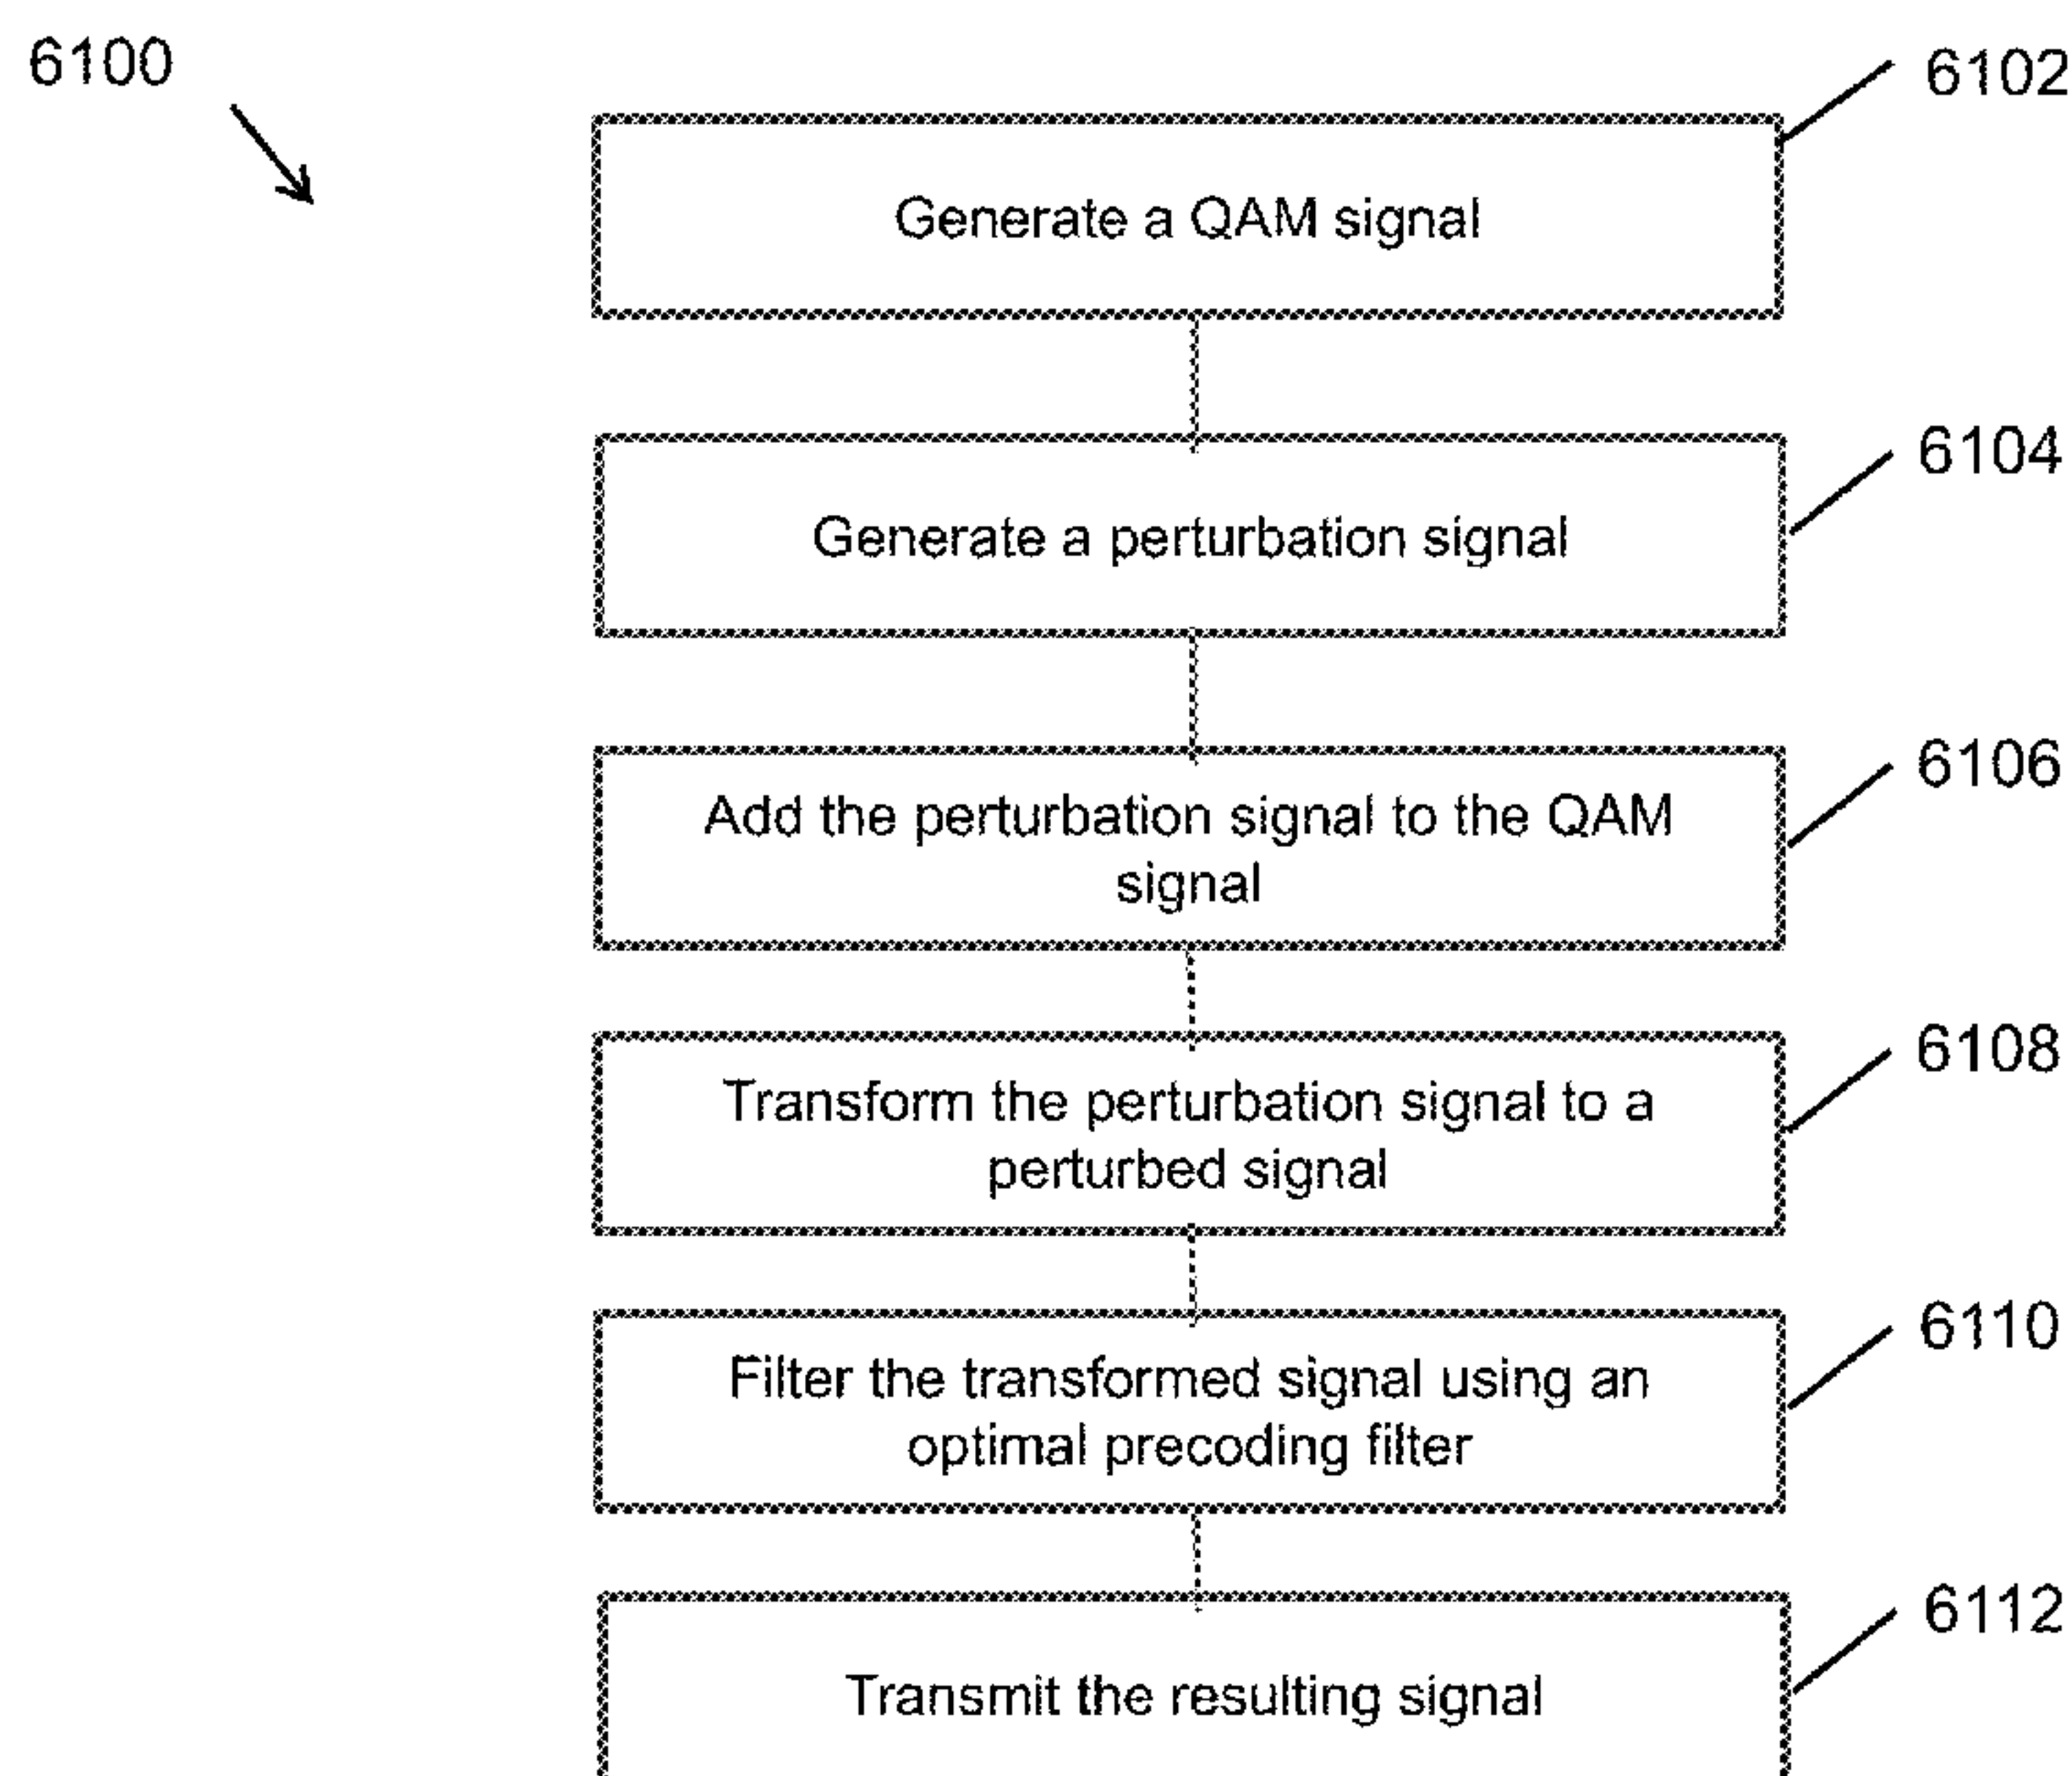 6100
6102
Generate a QAM signal
6104
Generate a perturbation signal
6106
Add the perturbation signal to the QAM
signal
6108
Transform the perturbation signal to a
perturbed signal
6110
Filter the transformed signal using an
optimal precoding filter
6112
Transmit the resulting signal